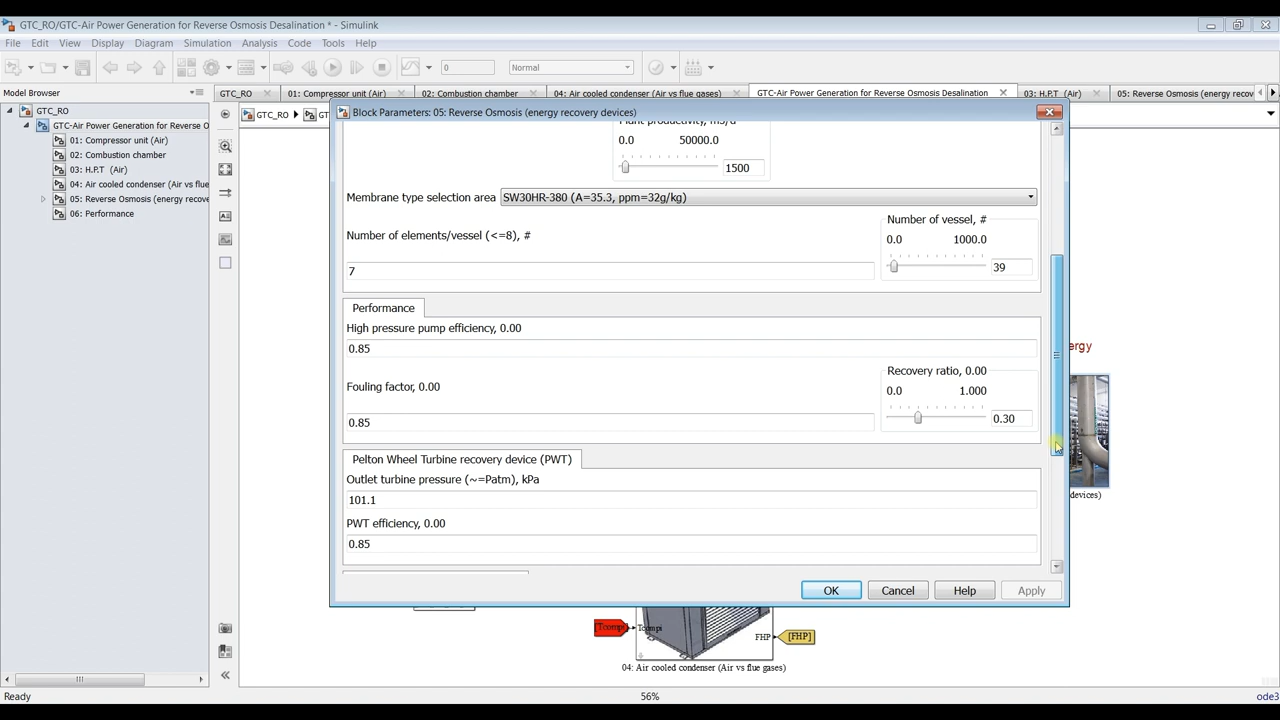 GTC_RO/GTC-Air Power Generation for Reverse Osmosis Desalination * - Simulink
File Edit View Display Diagram Simulation Analysis Code Tools Help
0 Normal
Model Browser
GTC_RO 01: Compressor unit (Air) 02: Combustion chamber 04: Air cooled condenser (Air vs flue gases) GTC-Air Power Generation for Reverse Osmosis Desalination 03: H.P.T (Air) 05: Reverse Osmosis (energy recov
GTC_RO
GTC-Air Power Generation for Reverse O
01: Compressor unit (Air)
02: Combustion chamber
03: H.P.T (Air)
04: Air cooled condenser (Air vs flue
05: Reverse Osmosis (energy recove
06: Performance
GTC_RO GT
Block Parameters: 05: Reverse Osmosis (energy recovery devices)
Plant productivity, m3/d
0.0 50000.0
1500
Membrane type selection area SW30HR-380 (A=35.3, ppm=32g/kg)
Number of elements/vessel (<=8), #
7
Number of vessel, #
0.0 1000.0
39
Performance
High pressure pump efficiency, 0.00
0.85
Fouling factor, 0.00
0.85
Recovery ratio, 0.00
0.0 1.000
0.30
Pelton Wheel Turbine recovery device (PWT)
Outlet turbine pressure (~=Patm), kPa
101.1
PWT efficiency, 0.00
0.85
OK Cancel Help Apply
ergy
devices)
[Tcompi] Tcompi
FHP [FHP]
04: Air cooled condenser (Air vs flue gases)
Ready 56% ode3